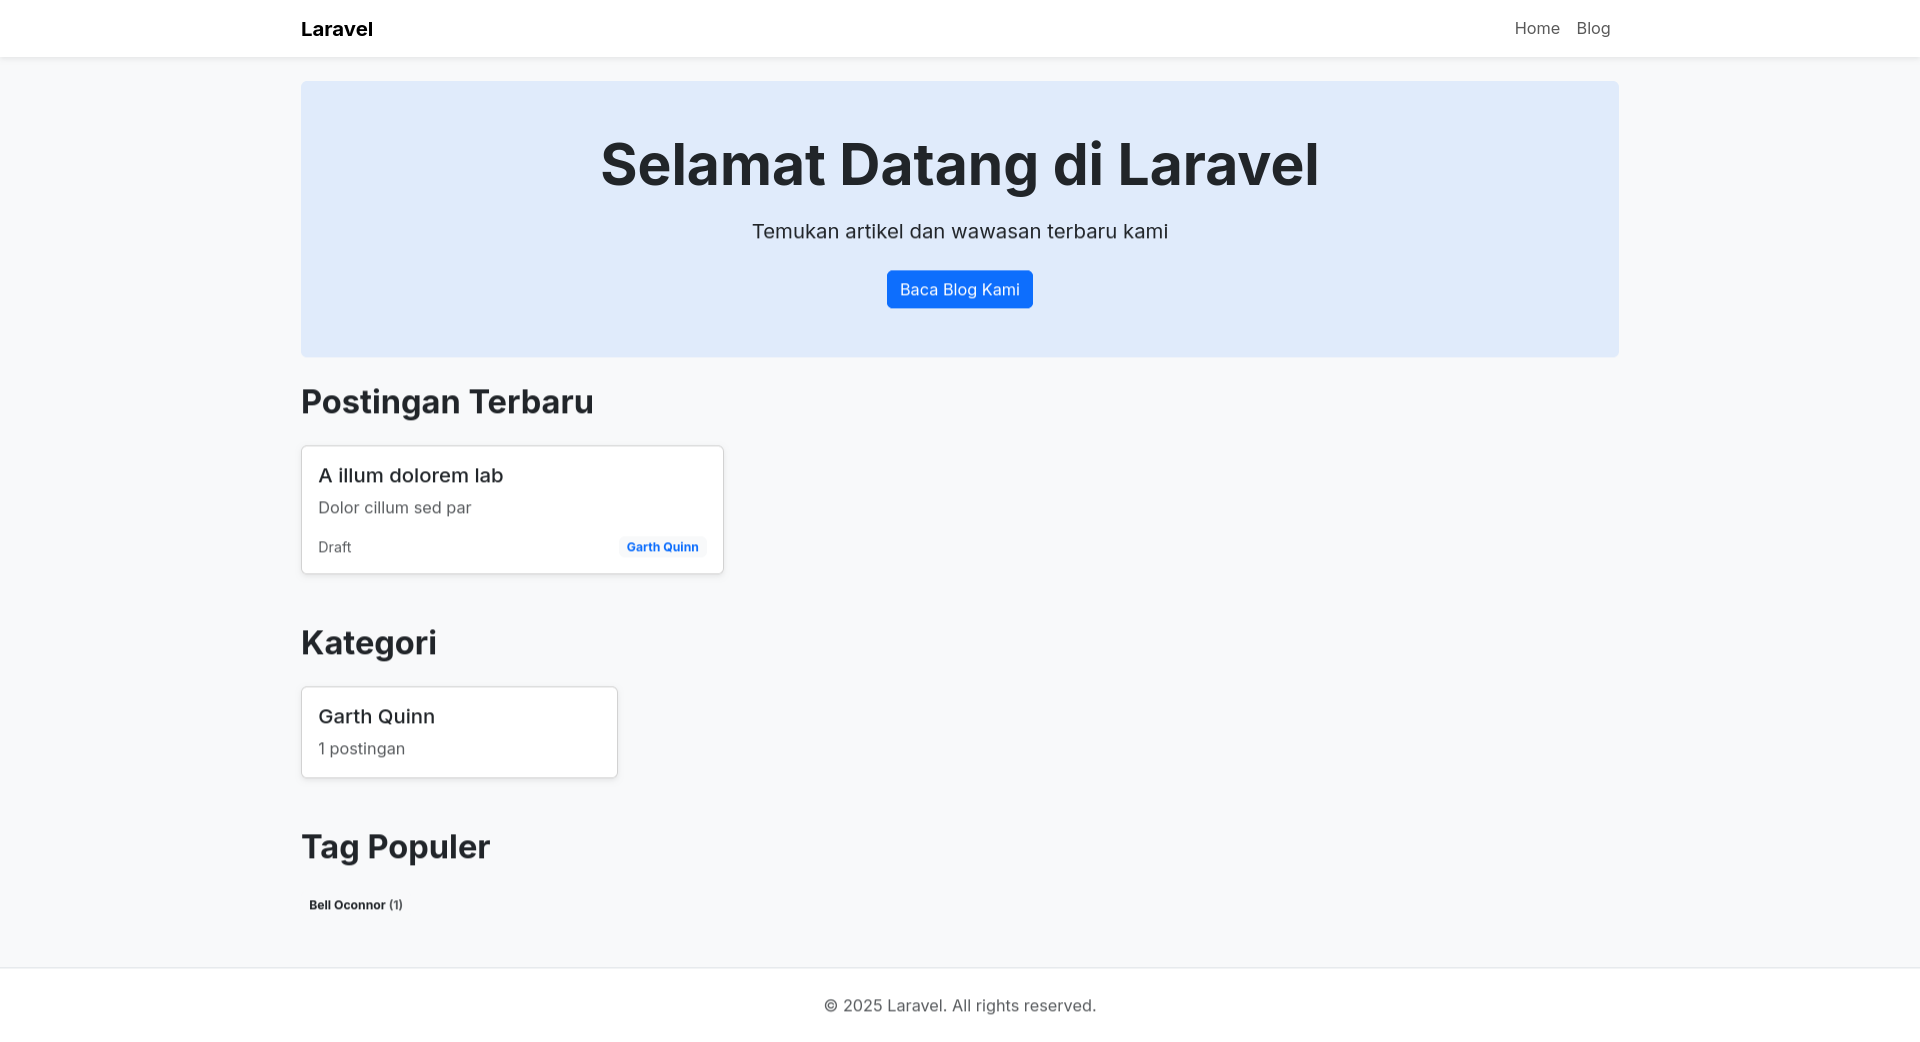 Laravel
Home Blog
Selamat Datang di Laravel
Temukan artikel dan wawasan terbaru kami
Baca Blog Kami
Postingan Terbaru
A illum dolorem lab
Dolor cillum sed par
Draft Garth Quinn
Kategori
Garth Quinn
1 postingan
Tag Populer
Bell Oconnor (1)
© 2025 Laravel. All rights reserved.